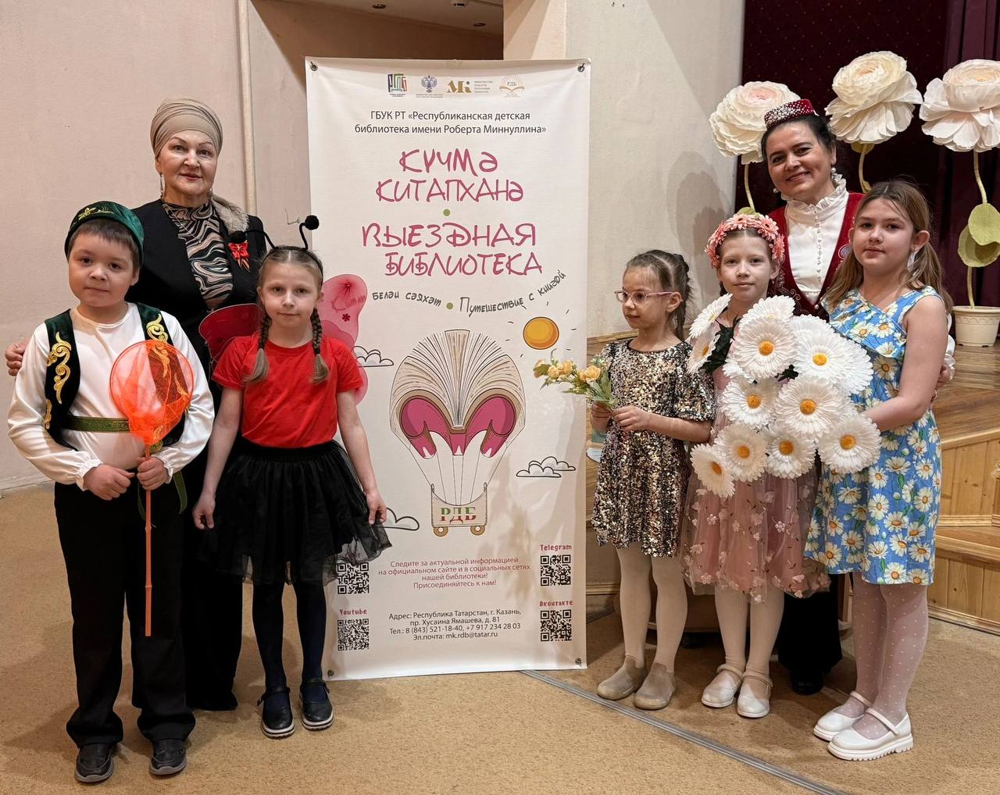 ГБУК РТ «Республиканская детская
библиотека имени Роберта Миннуллина»
КҮЧМӘ
КИТАПХАНӘ
ВЫЕЗДНАЯ
БИБЛИОТЕКА
Китап белән сәяхәт • Путешествие с книгой
РДБ
Следите за актуальной информацией
на официальном сайте и в социальных сетях
нашей библиотеки!
Присоединяйтесь к нам!
Telegram
Youtube
Вконтакте
Адрес: Республика Татарстан, г. Казань,
пр. Хусаина Ямашева, д. 81
Тел.: 8 (843) 521-18-40, +7 917 234 28 03
Эл.почта: mk.rdb@tatar.ru